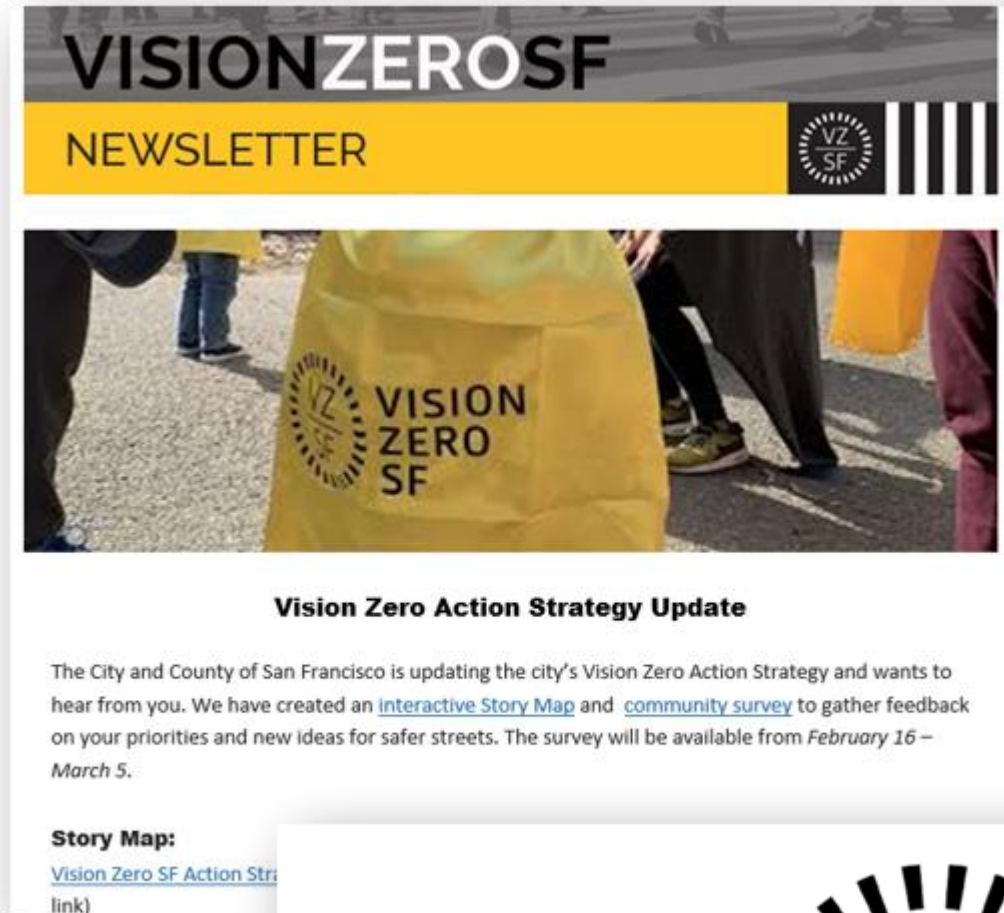 VISIONZEROSF
NEWSLETTER
VZ
SF
VZ
SF
VISION
ZERO
SF
Vision Zero Action Strategy Update
The City and County of San Francisco is updating the city's Vision Zero Action Strategy and wants to
hear from you. We have created an interactive Story Map and community survey to gather feedback
on your priorities and new ideas for safer streets. The survey will be available from February 16 –
March 5.
Story Map:
Vision Zero SF Action Stra
link)